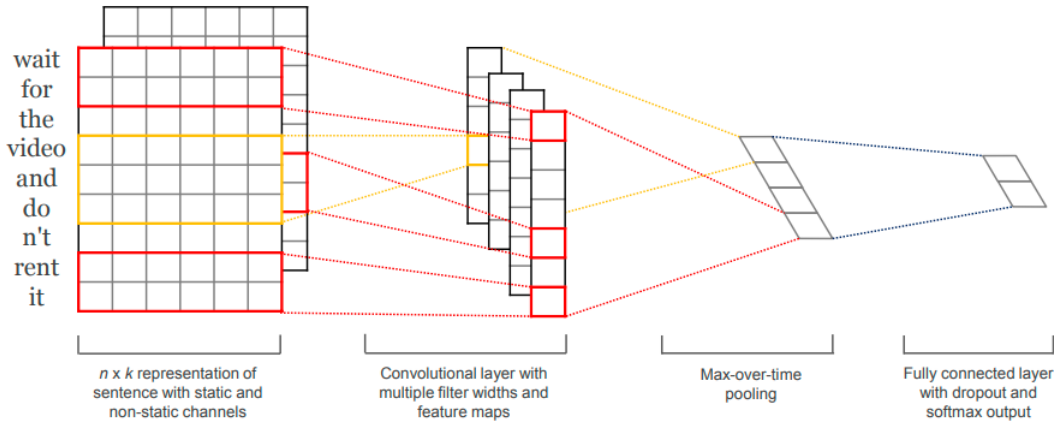 wait
for
the
video
and
do
n't
rent
it
n x k representation of
sentence with static and
non-static channels
Convolutional layer with
multiple filter widths and
feature maps
Max-over-time
pooling
Fully connected layer
with dropout and
softmax output